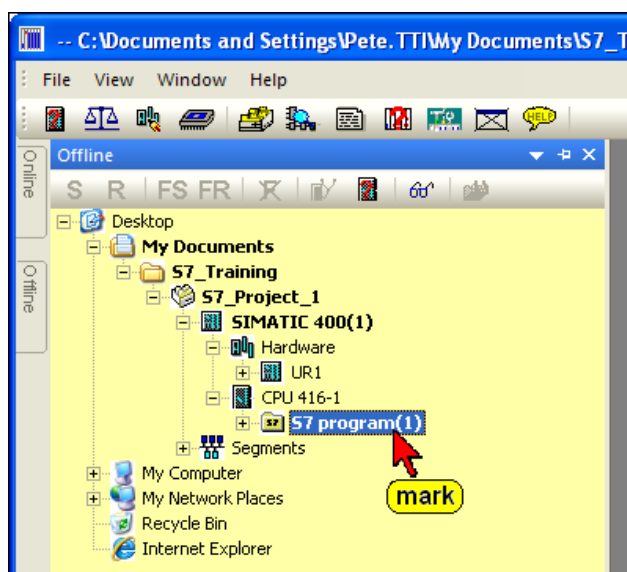 -- C:\Documents and Settings\Pete.TTI\My Documents\S7_T
File View Window Help
HELP
Offline
S R FS FR
Online
Offline
Desktop
My Documents
S7_Training
S7_Project_1
SIMATIC 400(1)
Hardware
UR1
CPU 416-1
S7 program(1)
Segments
mark
My Computer
My Network Places
Recycle Bin
Internet Explorer